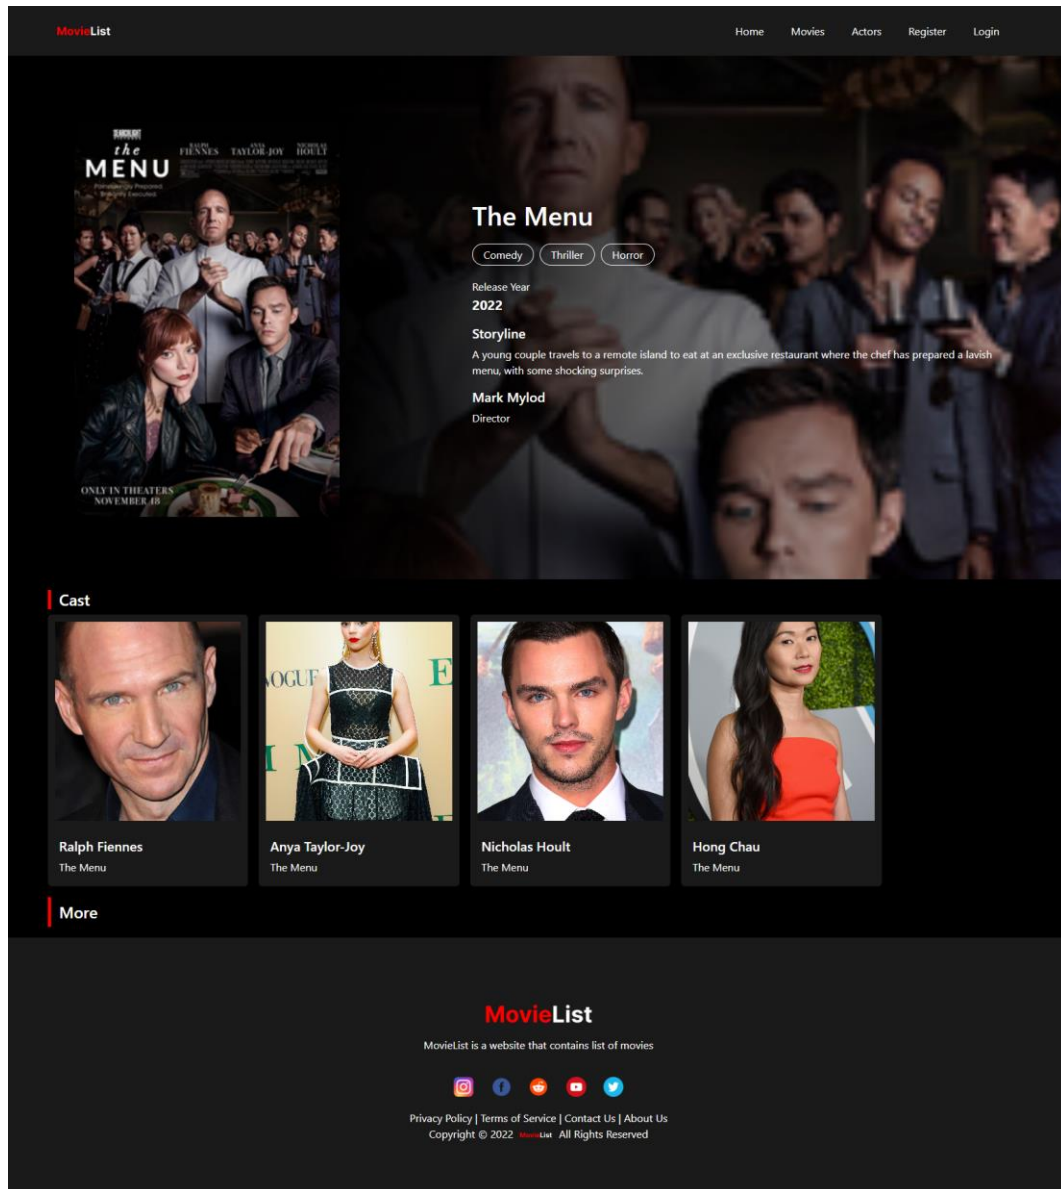 MovieList
Home Movies Actors Register Login
the
MENU
RALPH FIENNES ANYA TAYLOR-JOY NICHOLAS HOULT
Painstakingly Prepared.
Brilliantly Executed.
ONLY IN THEATERS
NOVEMBER 18
The Menu
Comedy Thriller Horror
Release Year
2022
Storyline
A young couple travels to a remote island to eat at an exclusive restaurant where the chef has prepared a lavish
menu, with some shocking surprises.
Mark Mylod
Director
Cast
VOGUE
E
I M
Ralph Fiennes
The Menu
Anya Taylor-Joy
The Menu
Nicholas Hoult
The Menu
Hong Chau
The Menu
More
MovieList
MovieList is a website that contains list of movies
Privacy Policy | Terms of Service | Contact Us | About Us
Copyright © 2022 MovieList All Rights Reserved